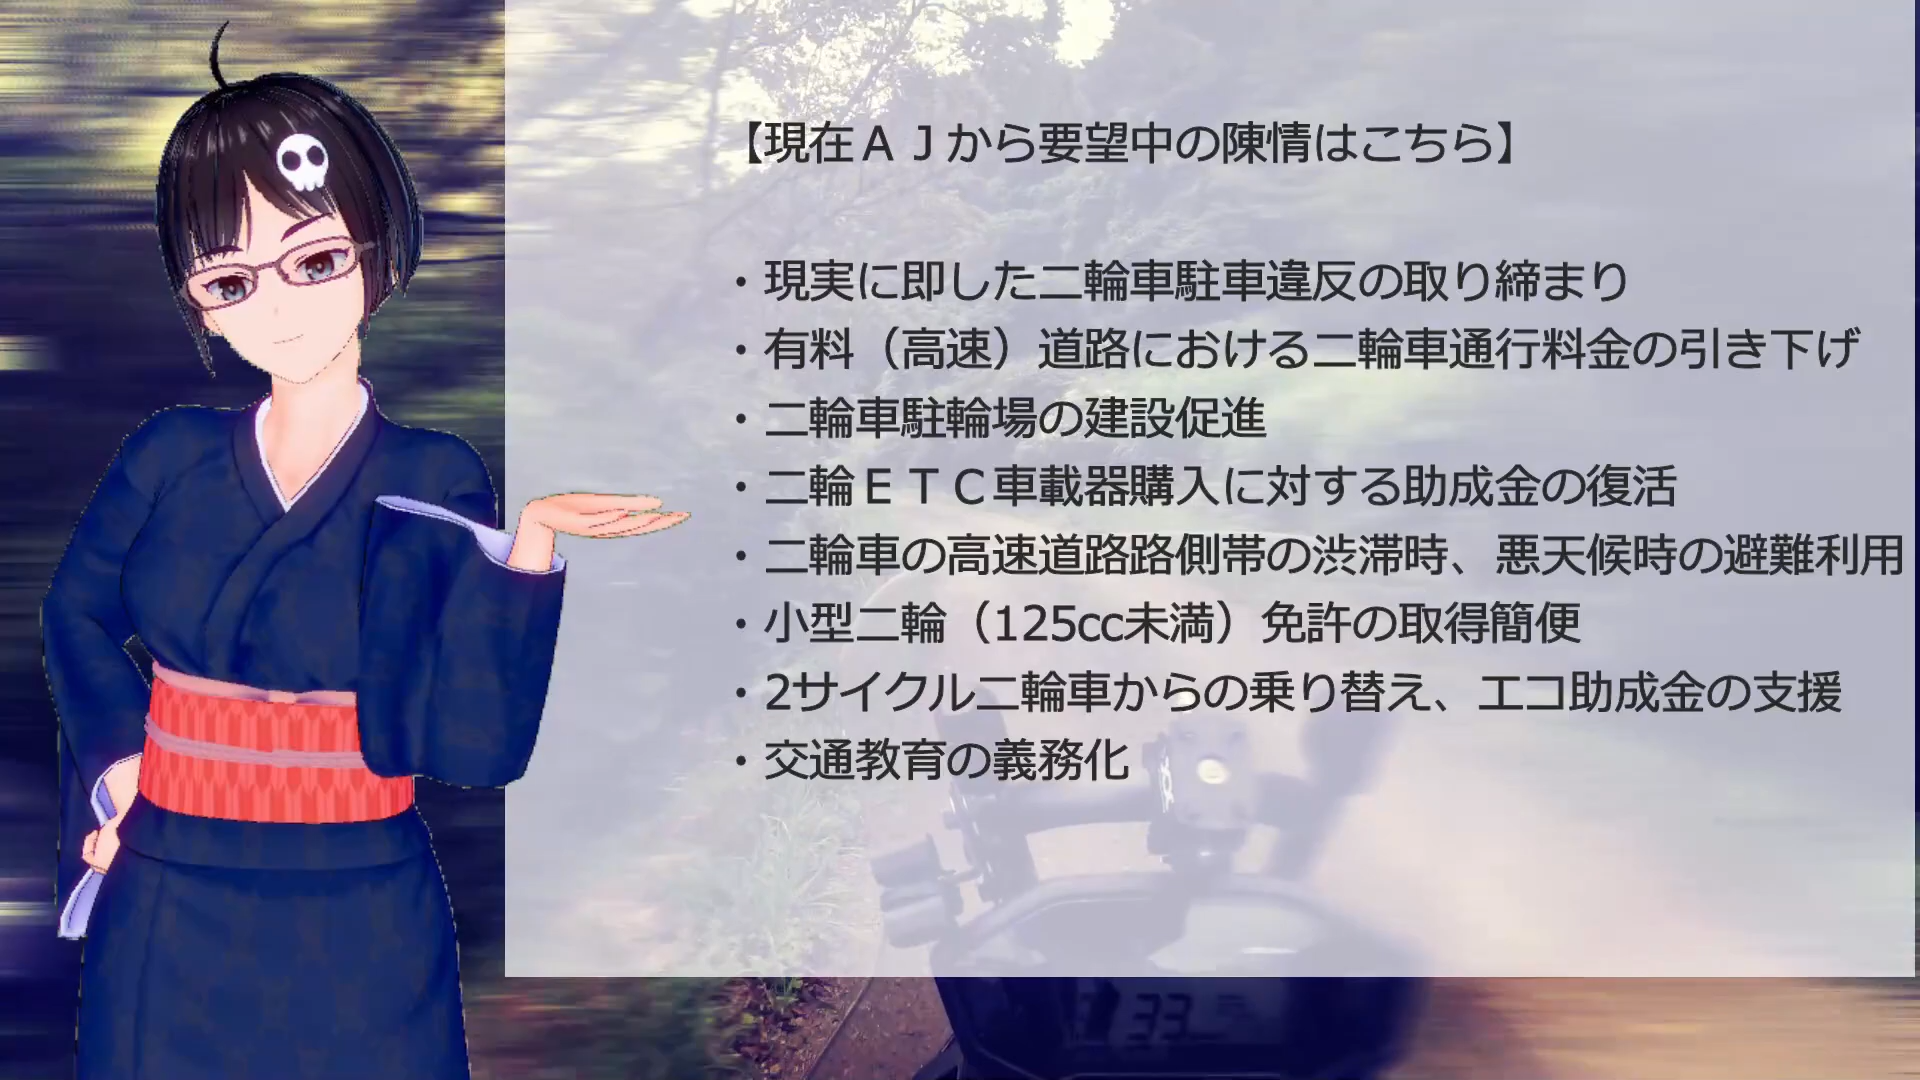 【現在ＡＪから要望中の陳情はこちら】
・現実に即した二輪車駐車違反の取り締まり
・有料（高速）道路における二輪車通行料金の引き下げ
・二輪車駐輪場の建設促進
・二輪ＥＴＣ車載器購入に対する助成金の復活
・二輪車の高速道路路側帯の渋滞時、悪天候時の避難利用
・小型二輪（125cc未満）免許の取得簡便
・2サイクル二輪車からの乗り替え、エコ助成金の支援
・交通教育の義務化
33